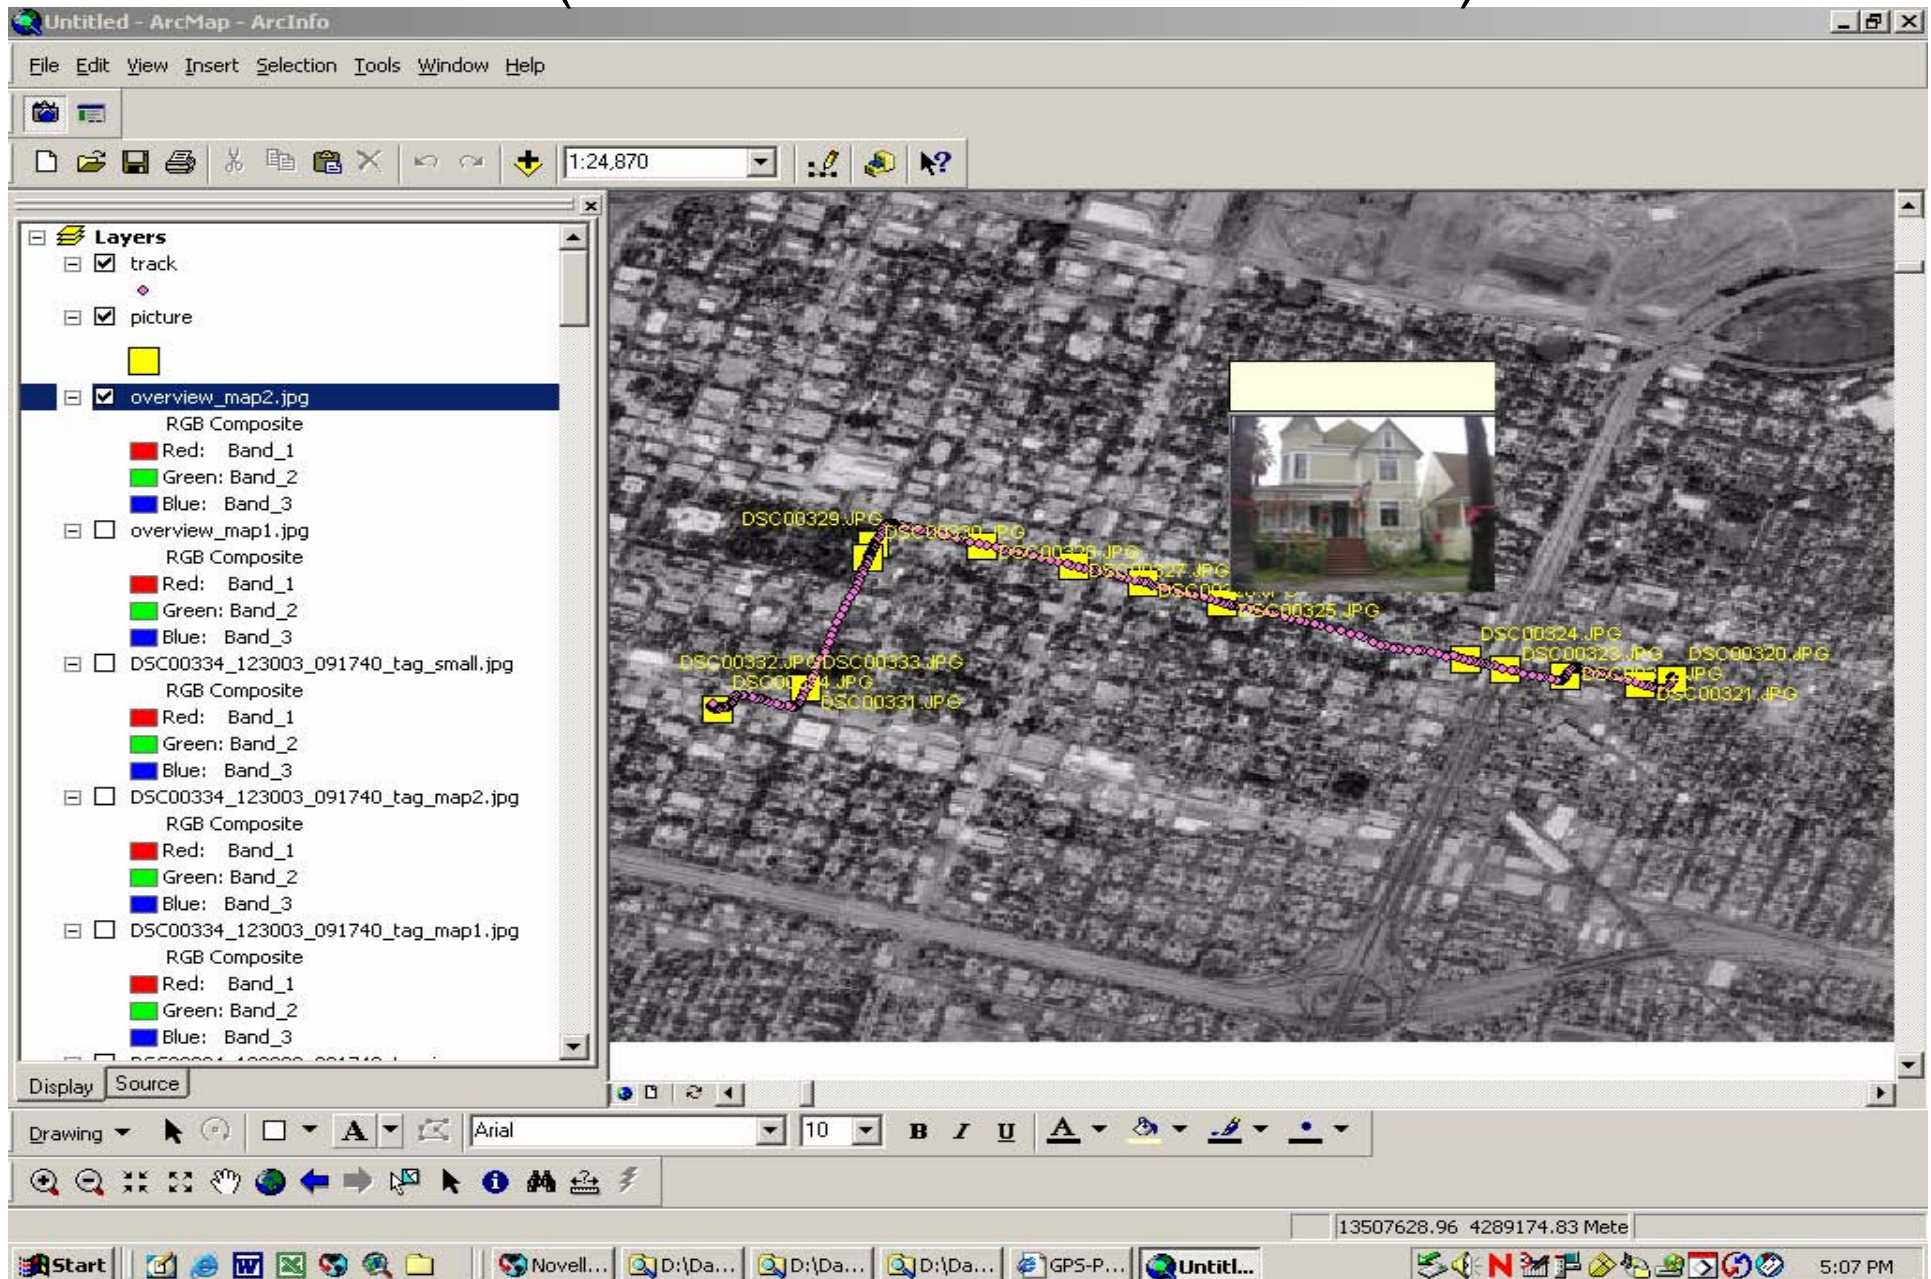 Untitled - ArcMap - ArcInfo
File Edit View Insert Selection Tools Window Help
1:24,870
Layers
track
picture
overview_map2.jpg
RGB Composite
Red: Band_1
Green: Band_2
Blue: Band_3
overview_map1.jpg
RGB Composite
Red: Band_1
Green: Band_2
Blue: Band_3
DSC00334_123003_091740_tag_small.jpg
RGB Composite
Red: Band_1
Green: Band_2
Blue: Band_3
DSC00334_123003_091740_tag_map2.jpg
RGB Composite
Red: Band_1
Green: Band_2
Blue: Band_3
DSC00334_123003_091740_tag_map1.jpg
RGB Composite
Red: Band_1
Green: Band_2
Blue: Band_3
Display Source
DSC00329.JPG
DSC00325.JPG
DSC00324.JPG
DSC00323.JPG DSC00320.JPG
DSC00321.JPG
DSC00332.JPG DSC00333.JPG
DSC00331.JPG
Drawing A Arial 10 B I U A
13507628.96 4289174.83 Mete
Start Novell... D:\Da... D:\Da... D:\Da... GPS-P... Untitl... 5:07 PM